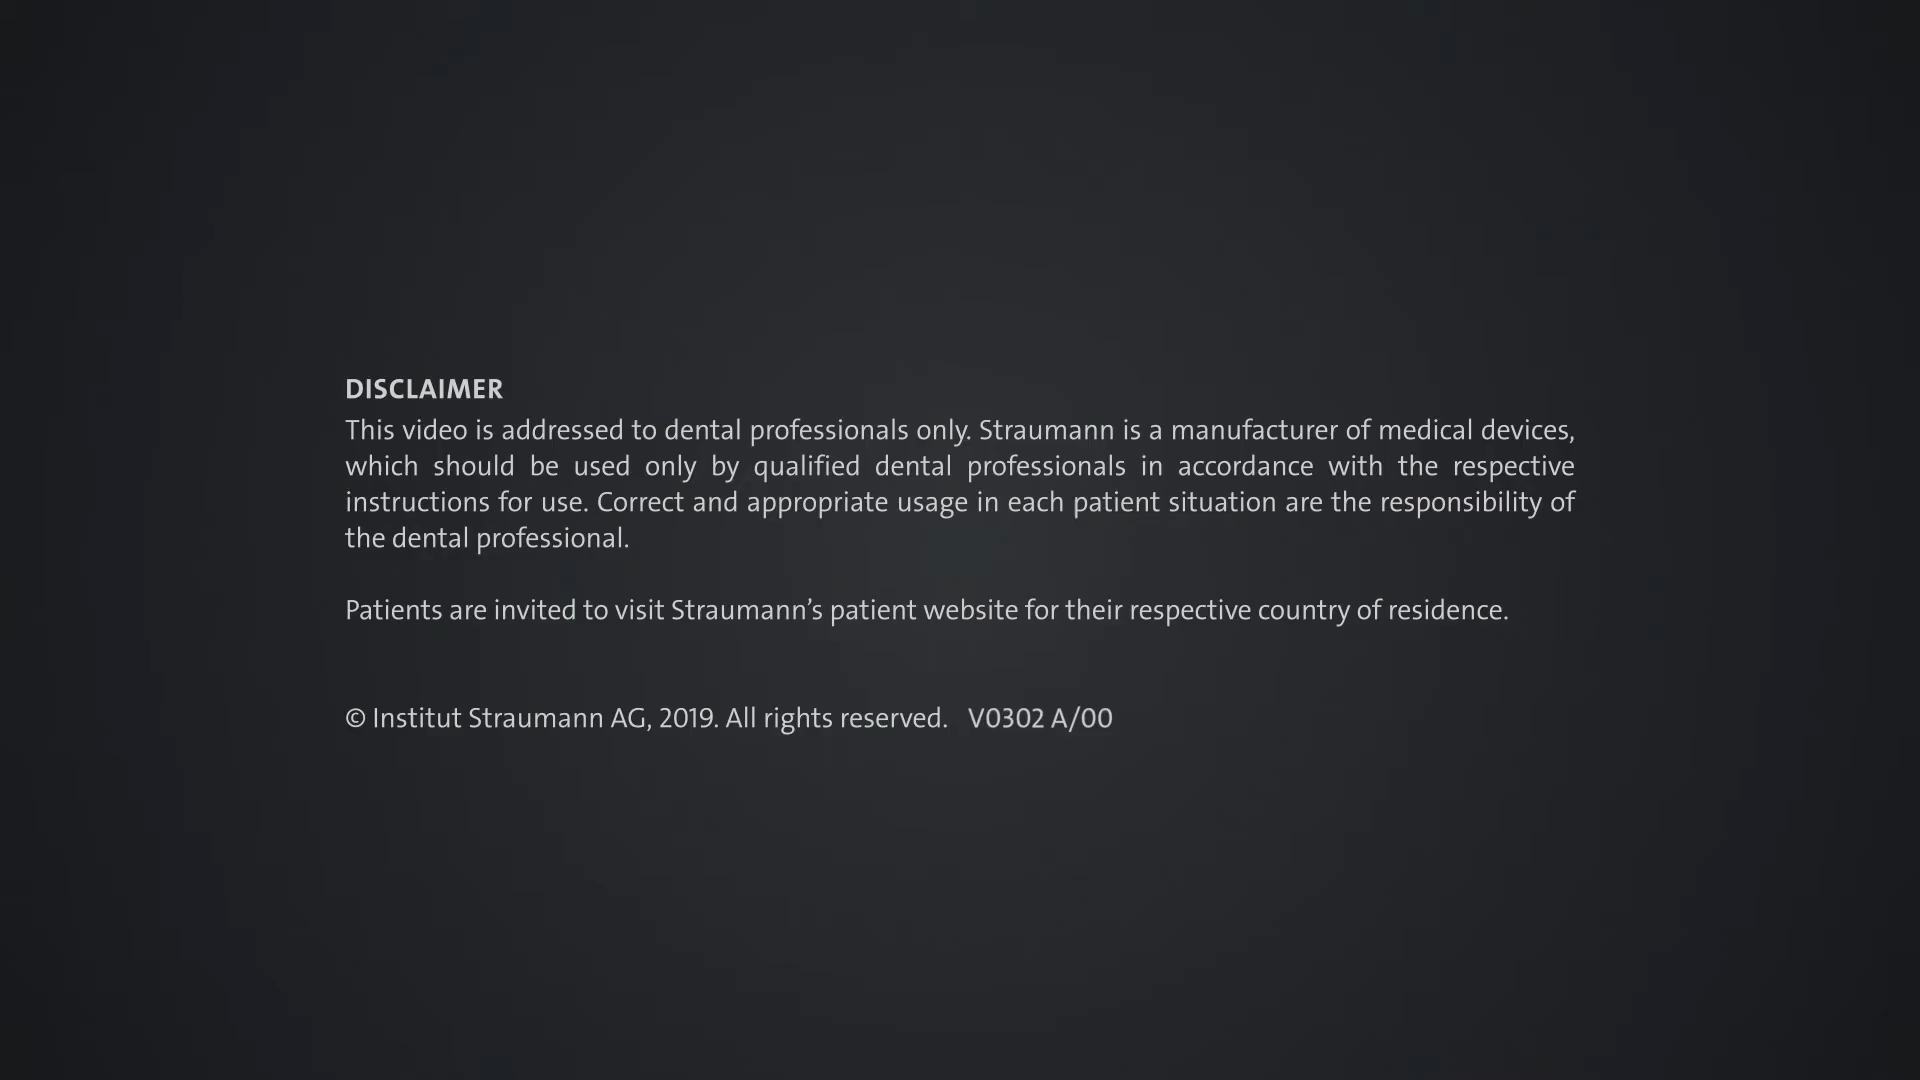 DISCLAIMER
This video is addressed to dental professionals only. Straumann is a manufacturer of medical devices,
which should be used only by qualified dental professionals in accordance with the respective
instructions for use. Correct and appropriate usage in each patient situation are the responsibility of
the dental professional.
Patients are invited to visit Straumann’s patient website for their respective country of residence.
© Institut Straumann AG, 2019. All rights reserved. V0302 A/00